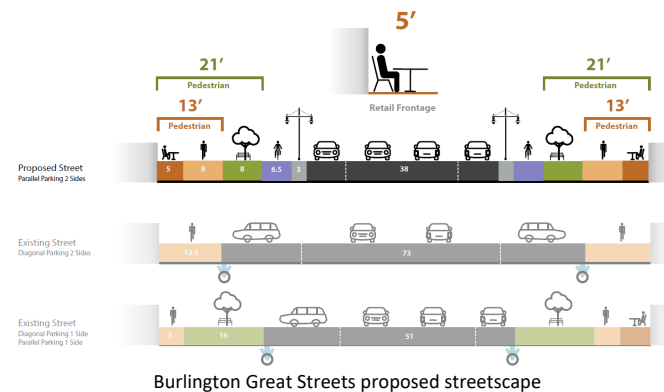 5’
21’
Pedestrian
13’
Pedestrian
Retail Frontage
21’
Pedestrian
13’
Pedestrian
Proposed Street
Parallel Parking 2 Sides
5 8 8 6.5 3 38
Existing Street
Diagonal Parking 2 Sides
13.5 73
Existing Street
Diagonal Parking 1 Side
Parallel Parking 1 Side
5 16 51
Burlington Great Streets proposed streetscape